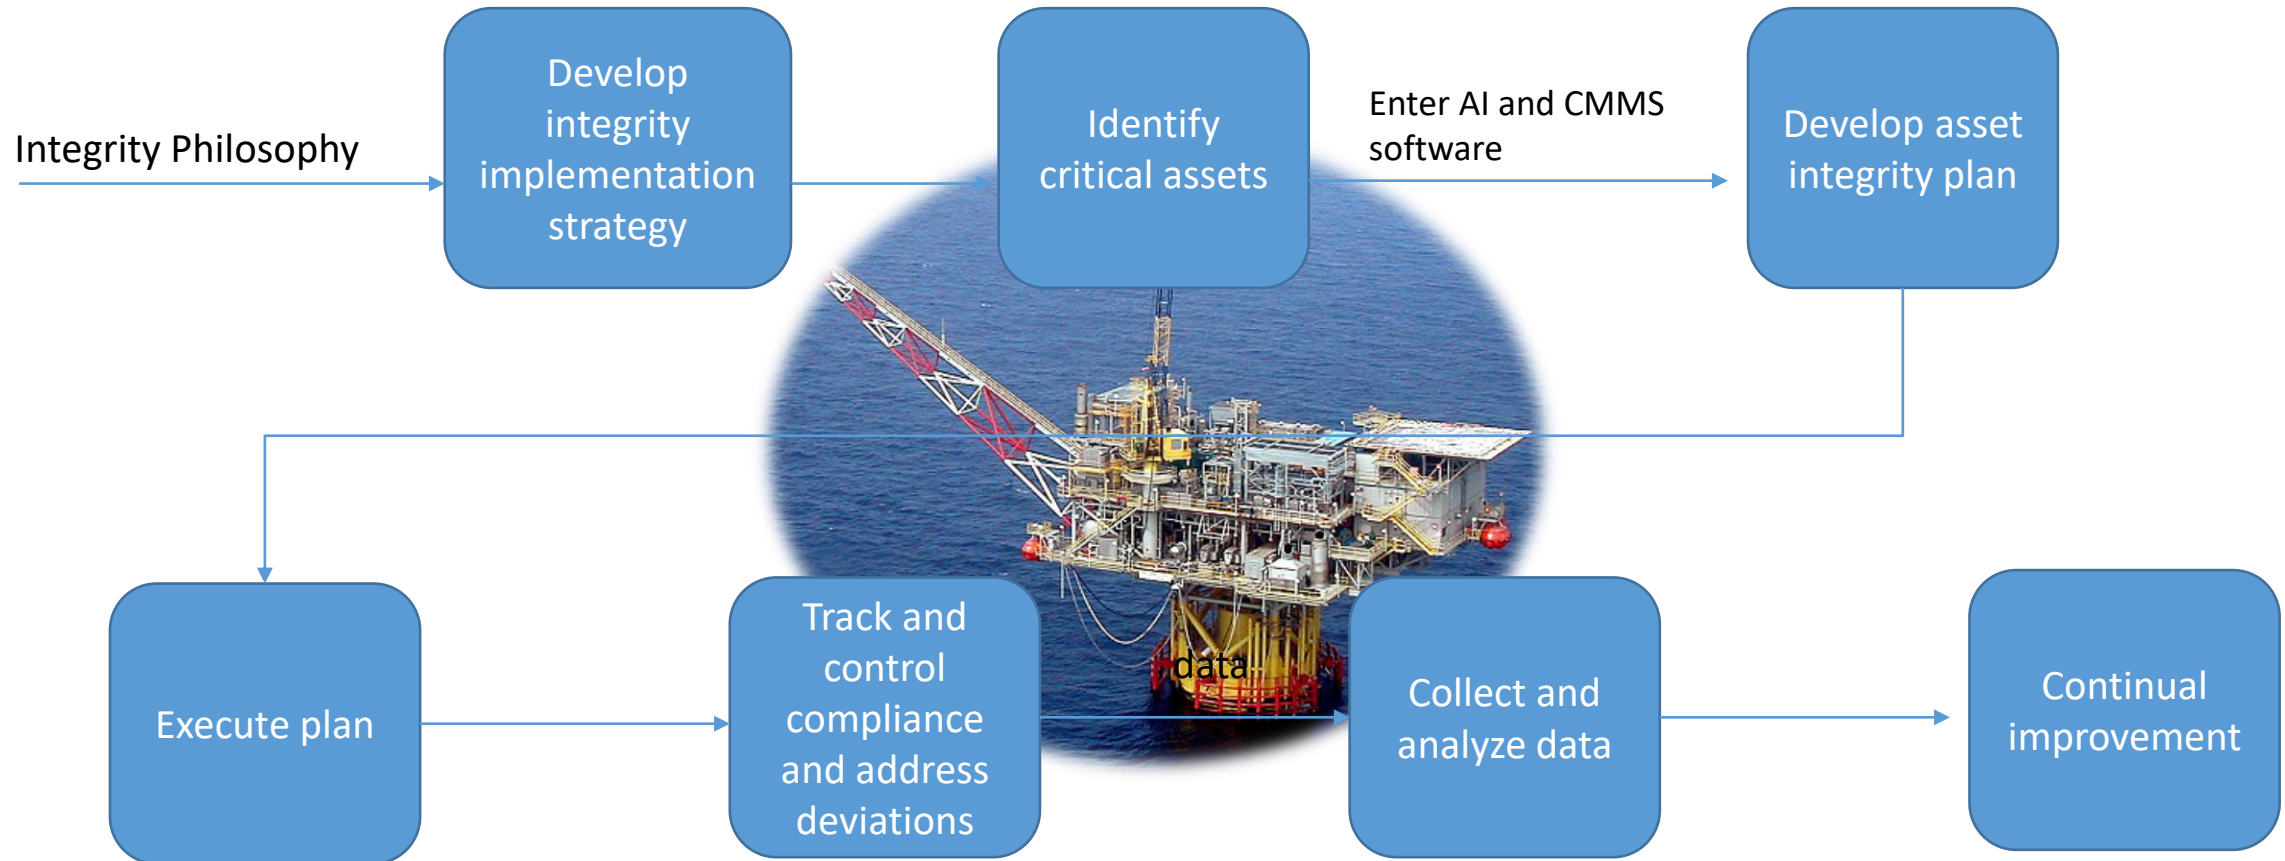 Integrity Philosophy
Develop
integrity
implementation
strategy
Identify
critical assets
Enter AI and CMMS
software
Develop asset
integrity plan
Execute plan
Track and
control
compliance
and address
deviations
data
Collect and
analyze data
Continual
improvement